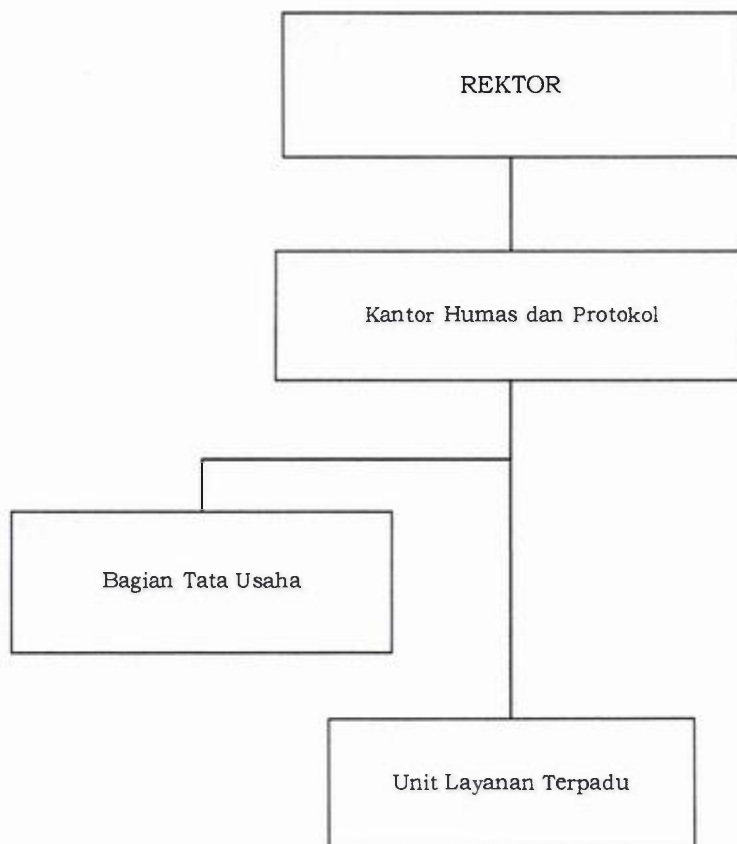 REKTOR
Kantor Humas dan Protokol
Bagian Tata Usaha
Unit Layanan Terpadu